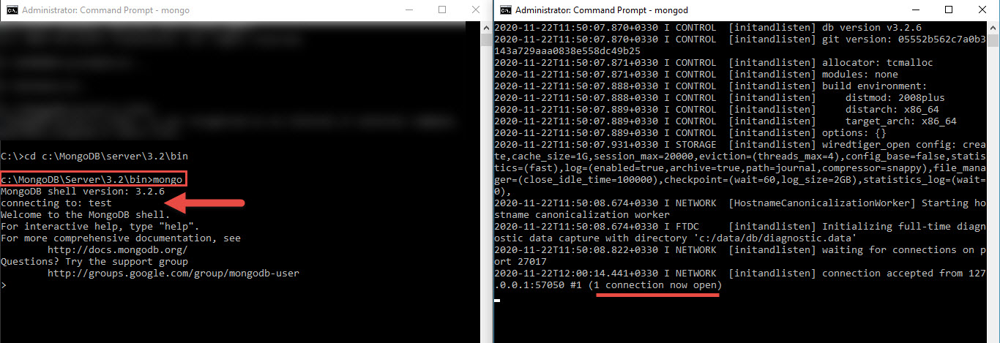 Administrator: Command Prompt - mongo
C:\>cd c:\MongoDB\server\3.2\bin
c:\MongoDB\Server\3.2\bin>mongo
MongoDB shell version: 3.2.6
connecting to: test
Welcome to the MongoDB shell.
For interactive help, type "help".
For more comprehensive documentation, see
http://docs.mongodb.org/
Questions? Try the support group
http://groups.google.com/group/mongodb-user
>
Administrator: Command Prompt - mongod
2020-11-22T11:50:07.870+0330 I CONTROL  [initandlisten] db version v3.2.6
2020-11-22T11:50:07.870+0330 I CONTROL  [initandlisten] git version: 05552b562c7a0b3
143a729aaa0838e558dc49b25
2020-11-22T11:50:07.871+0330 I CONTROL  [initandlisten] allocator: tcmalloc
2020-11-22T11:50:07.871+0330 I CONTROL  [initandlisten] modules: none
2020-11-22T11:50:07.888+0330 I CONTROL  [initandlisten] build environment:
2020-11-22T11:50:07.888+0330 I CONTROL  [initandlisten]     distmod: 2008plus
2020-11-22T11:50:07.889+0330 I CONTROL  [initandlisten]     distarch: x86_64
2020-11-22T11:50:07.889+0330 I CONTROL  [initandlisten]     target_arch: x86_64
2020-11-22T11:50:07.889+0330 I CONTROL  [initandlisten] options: {}
2020-11-22T11:50:07.931+0330 I STORAGE  [initandlisten] wiredtiger_open config: crea
te,cache_size=1G,session_max=20000,eviction=(threads_max=4),config_base=false,statis
tics=(fast),log=(enabled=true,archive=true,path=journal,compressor=snappy),file_mana
ger=(close_idle_time=100000),checkpoint=(wait=60,log_size=2GB),statistics_log=(wait=
0),
2020-11-22T11:50:08.674+0330 I NETWORK  [HostnameCanonicalizationWorker] Starting ho
stname canonicalization worker
2020-11-22T11:50:08.674+0330 I FTDC     [initandlisten] Initializing full-time diagn
ostic data capture with directory 'c:/data/db/diagnostic.data'
2020-11-22T11:50:08.822+0330 I NETWORK  [initandlisten] waiting for connections on p
ort 27017
2020-11-22T12:00:14.441+0330 I NETWORK  [initandlisten] connection accepted from 127
.0.0.1:57050 #1 (1 connection now open)